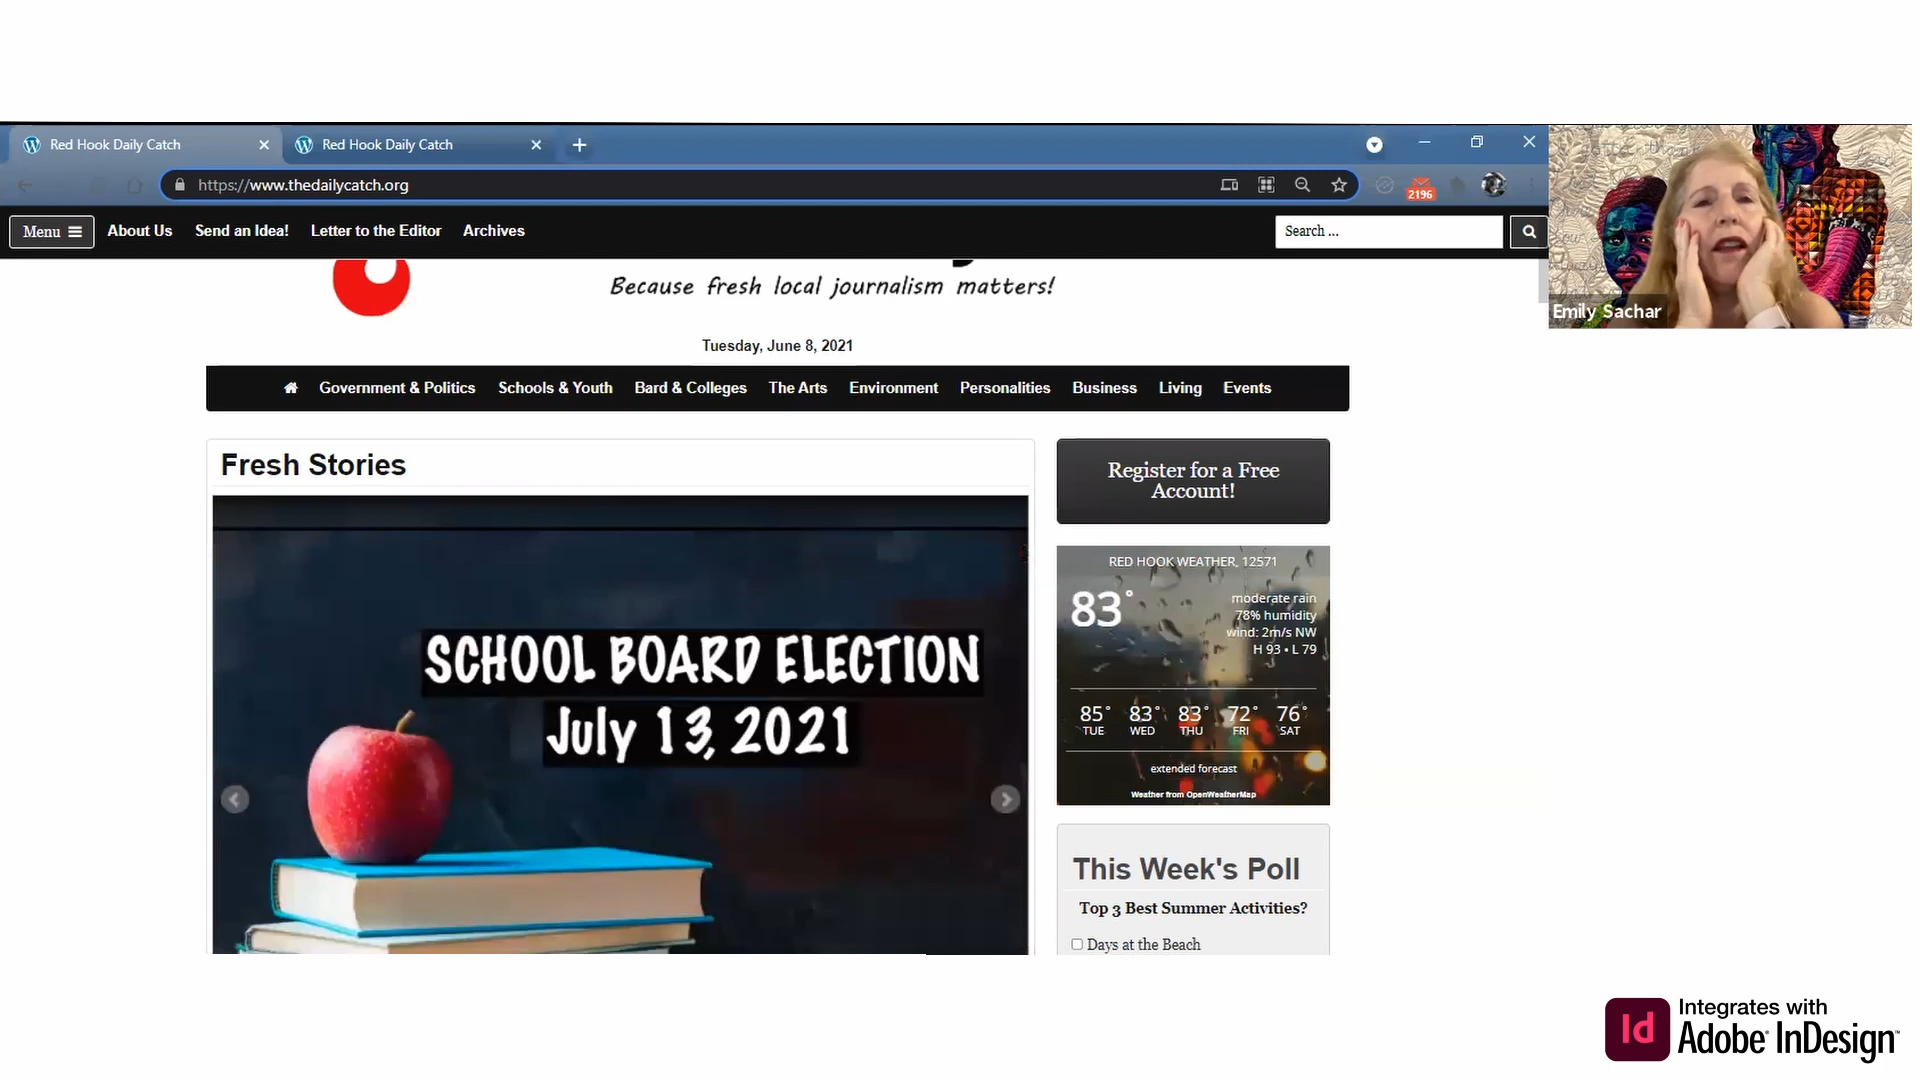 Red Hook Daily Catch
Red Hook Daily Catch
https://www.thedailycatch.org
2196
Menu
About Us
Send an Idea!
Letter to the Editor
Archives
Search ...
Emily Sachar
Because fresh local journalism matters!
Tuesday, June 8, 2021
Government & Politics
Schools & Youth
Bard & Colleges
The Arts
Environment
Personalities
Business
Living
Events
Fresh Stories
SCHOOL BOARD ELECTION
July 13, 2021
Register for a Free
Account!
RED HOOK WEATHER, 12571
83°
moderate rain
78% humidity
wind: 2m/s NW
H 93 • L 79
85° 83° 83° 72° 76°
TUE WED THU FRI SAT
extended forecast
Weather from OpenWeatherMap
This Week's Poll
Top 3 Best Summer Activities?
Days at the Beach
Id
Integrates with
Adobe® InDesign™